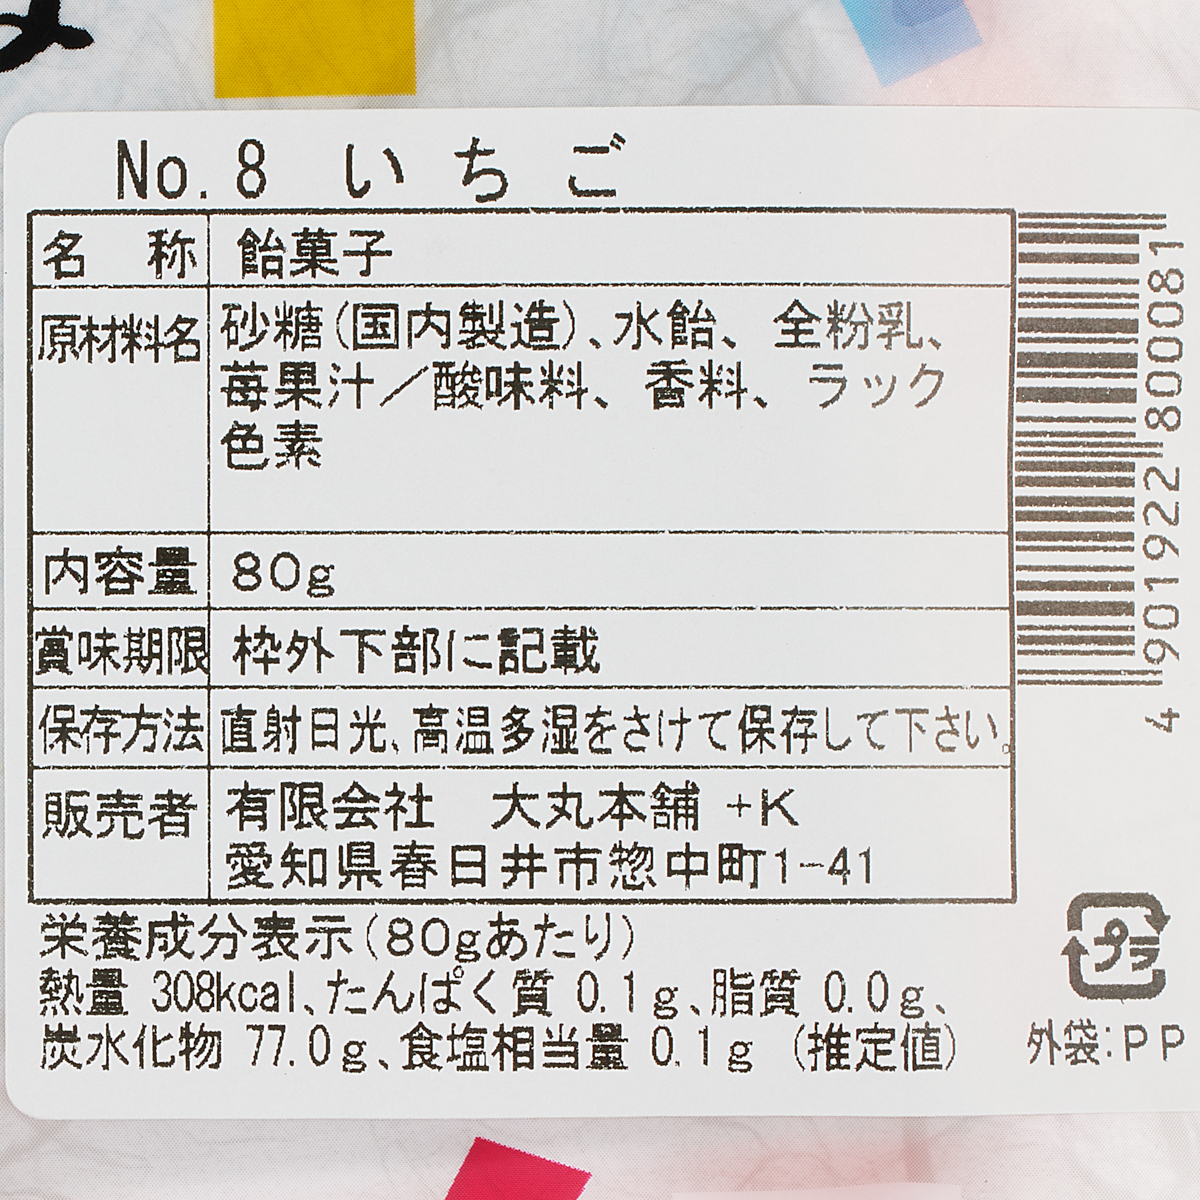 No.8 いちご
名 称 飴菓子
原材料名 砂糖(国内製造)、水飴、全粉乳、
苺果汁／酸味料、香料、ラック
色素
内容量 80g
賞味期限 枠外下部に記載
保存方法 直射日光、高温多湿をさけて保存して下さい。
販売者 有限会社 大丸本舗 +K
愛知県春日井市惣中町1-41
栄養成分表示(80gあたり)
熱量 308kcal、たんぱく質 0.1g、脂質 0.0g、
炭水化物 77.0g、食塩相当量 0.1g (推定値)
4901922800081
プラ
外袋:PP